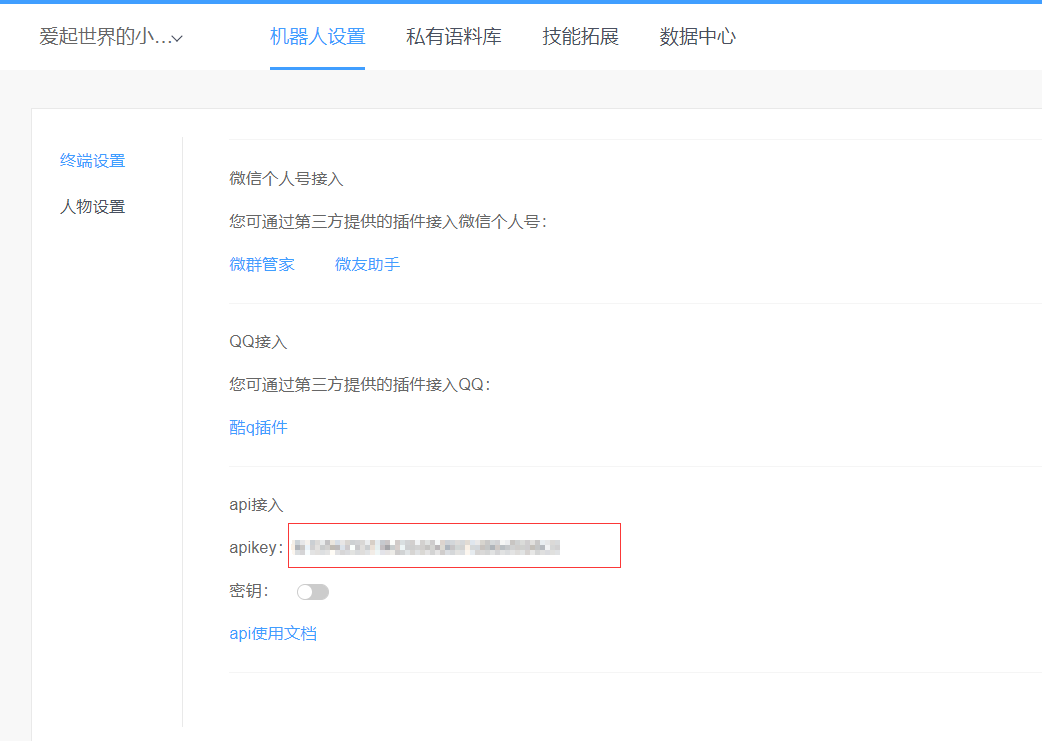 爱起世界的小...
机器人设置 私有语料库 技能拓展 数据中心
终端设置
人物设置
微信个人号接入
您可通过第三方提供的插件接入微信个人号：
微群管家 微友助手
QQ接入
您可通过第三方提供的插件接入QQ：
酷q插件
api接入
apikey：
密钥：
api使用文档